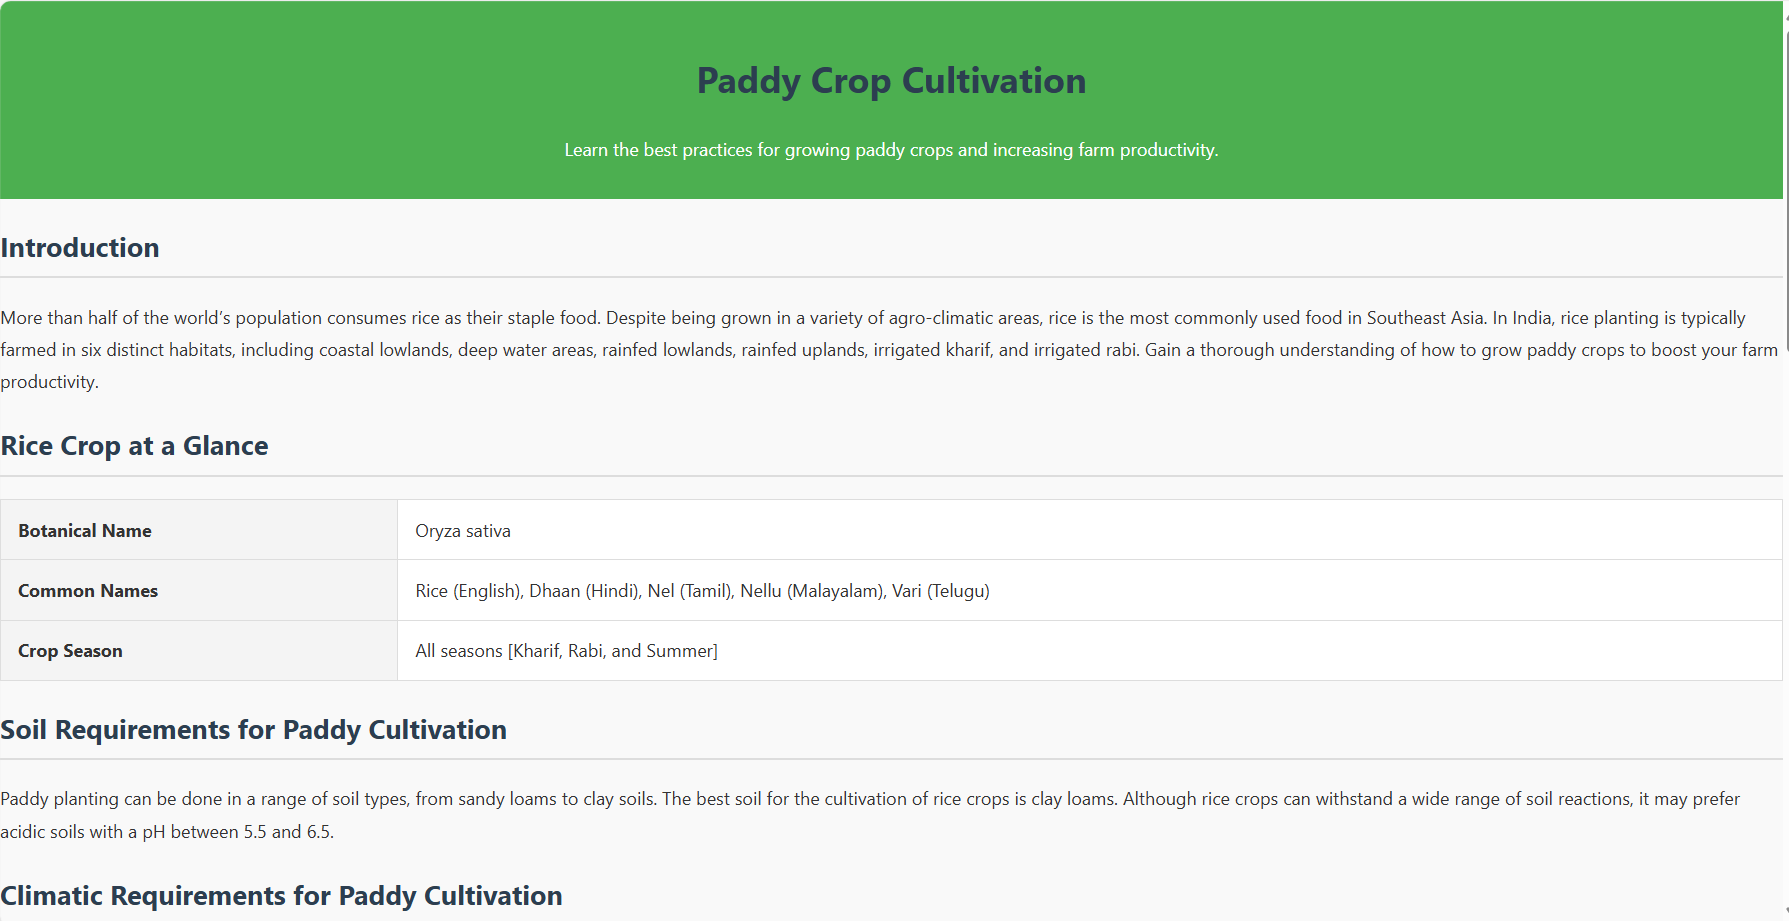 Paddy Crop Cultivation
Learn the best practices for growing paddy crops and increasing farm productivity.
Introduction
More than half of the world’s population consumes rice as their staple food. Despite being grown in a variety of agro-climatic areas, rice is the most commonly used food in Southeast Asia. In India, rice planting is typically
farmed in six distinct habitats, including coastal lowlands, deep water areas, rainfed lowlands, rainfed uplands, irrigated kharif, and irrigated rabi. Gain a thorough understanding of how to grow paddy crops to boost your farm
productivity.
Rice Crop at a Glance
Botanical Name Oryza sativa
Common Names Rice (English), Dhaan (Hindi), Nel (Tamil), Nellu (Malayalam), Vari (Telugu)
Crop Season All seasons [Kharif, Rabi, and Summer]
Soil Requirements for Paddy Cultivation
Paddy planting can be done in a range of soil types, from sandy loams to clay soils. The best soil for the cultivation of rice crops is clay loams. Although rice crops can withstand a wide range of soil reactions, it may prefer
acidic soils with a pH between 5.5 and 6.5.
Climatic Requirements for Paddy Cultivation